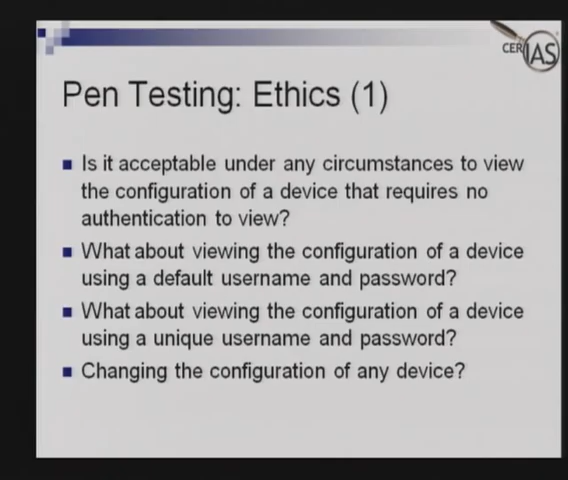 CERIAS
Pen Testing: Ethics (1)
Is it acceptable under any circumstances to view
the configuration of a device that requires no
authentication to view?
What about viewing the configuration of a device
using a default username and password?
What about viewing the configuration of a device
using a unique username and password?
Changing the configuration of any device?